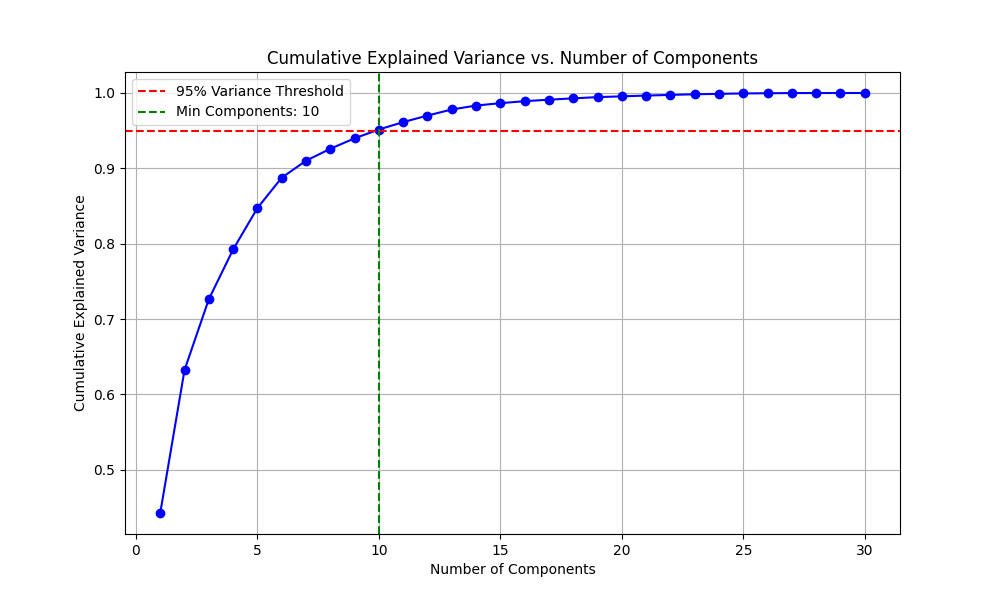 Cumulative Explained Variance vs. Number of Components
95% Variance Threshold
Min Components: 10
Cumulative Explained Variance
1.0
0.9
0.8
0.7
0.6
0.5
0 5 10 15 20 25 30
Number of Components